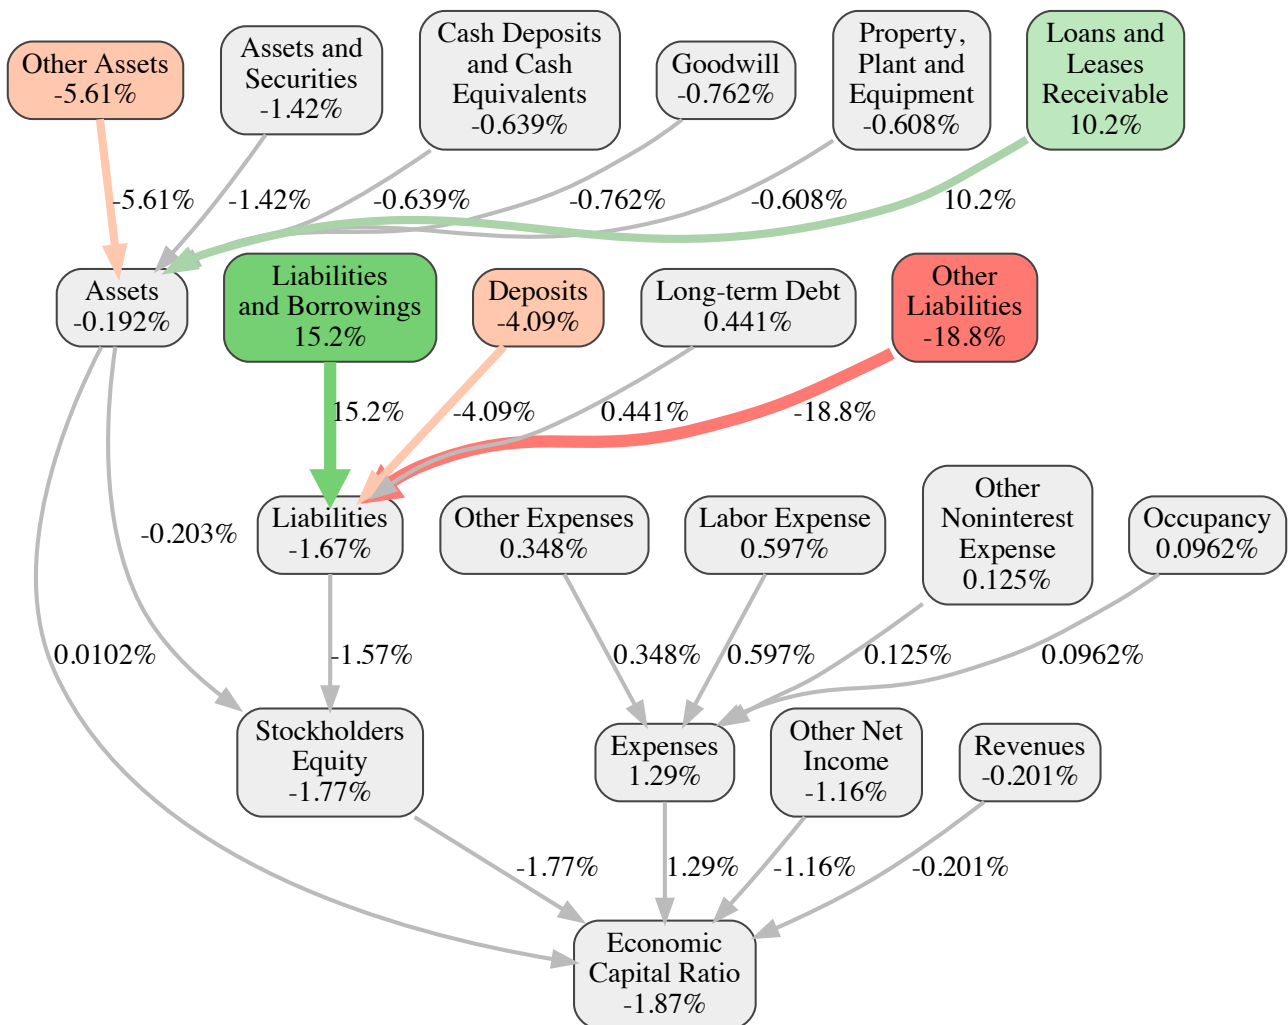 Other Assets
-5.61%
Assets and
Securities
-1.42%
Cash Deposits
and Cash
Equivalents
-0.639%
Goodwill
-0.762%
Property,
Plant and
Equipment
-0.608%
Loans and
Leases
Receivable
10.2%
-5.61%
-1.42%
-0.639%
-0.762%
-0.608%
10.2%
Assets
-0.192%
Liabilities
and Borrowings
15.2%
Deposits
-4.09%
Long-term Debt
0.441%
Other
Liabilities
-18.8%
15.2%
-4.09%
0.441%
-18.8%
-0.203%
Liabilities
-1.67%
Other Expenses
0.348%
Labor Expense
0.597%
Other
Noninterest
Expense
0.125%
Occupancy
0.0962%
0.0102%
-1.57%
0.348%
0.597%
0.125%
0.0962%
Stockholders
Equity
-1.77%
Expenses
1.29%
Other Net
Income
-1.16%
Revenues
-0.201%
-1.77%
1.29%
-1.16%
-0.201%
Economic
Capital Ratio
-1.87%